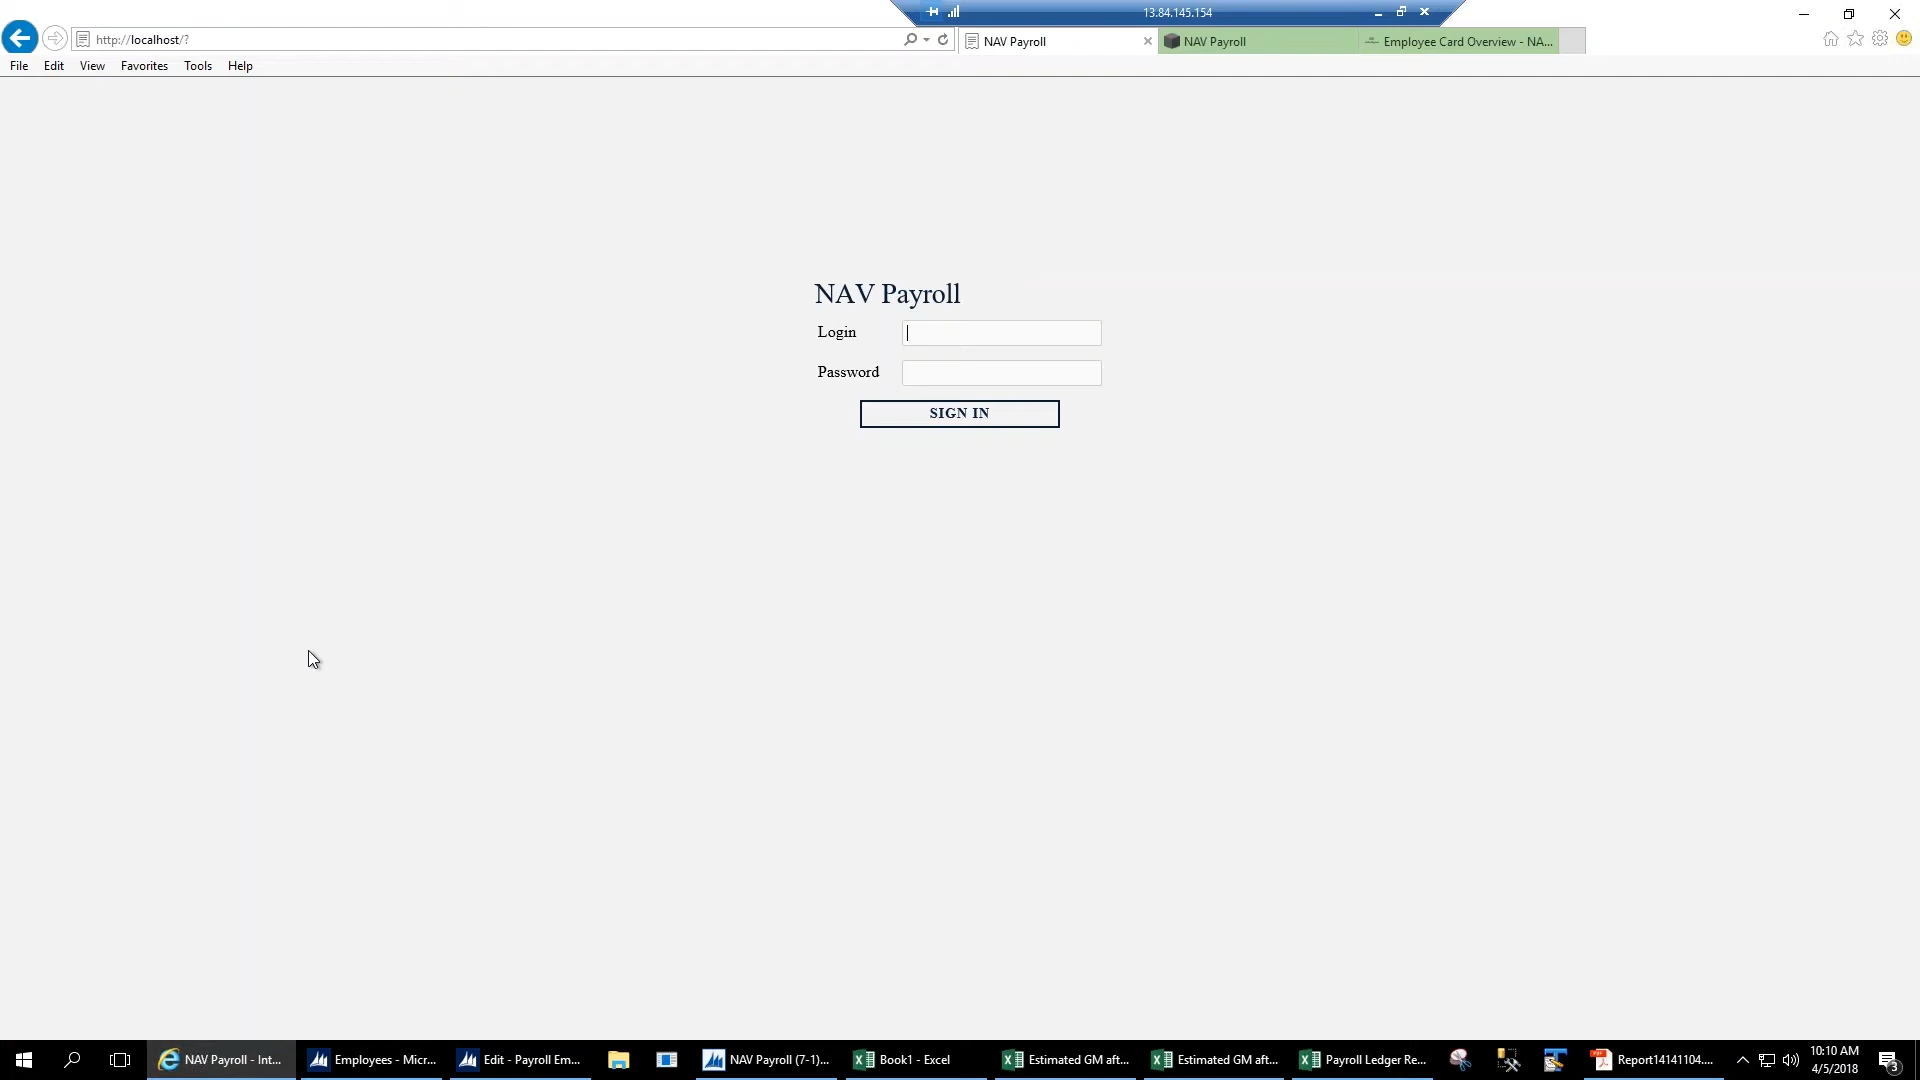 13.84.145.154
http://localhost/?
NAV Payroll
NAV Payroll
Employee Card Overview - NA...
File Edit View Favorites Tools Help
NAV Payroll
Login
Password
SIGN IN
NAV Payroll - Int...
Employees - Micr...
Edit - Payroll Em...
NAV Payroll (7-1)...
Book1 - Excel
Estimated GM aft...
Estimated GM aft...
Payroll Ledger Re...
Report14141104....
10:10 AM
4/5/2018
3